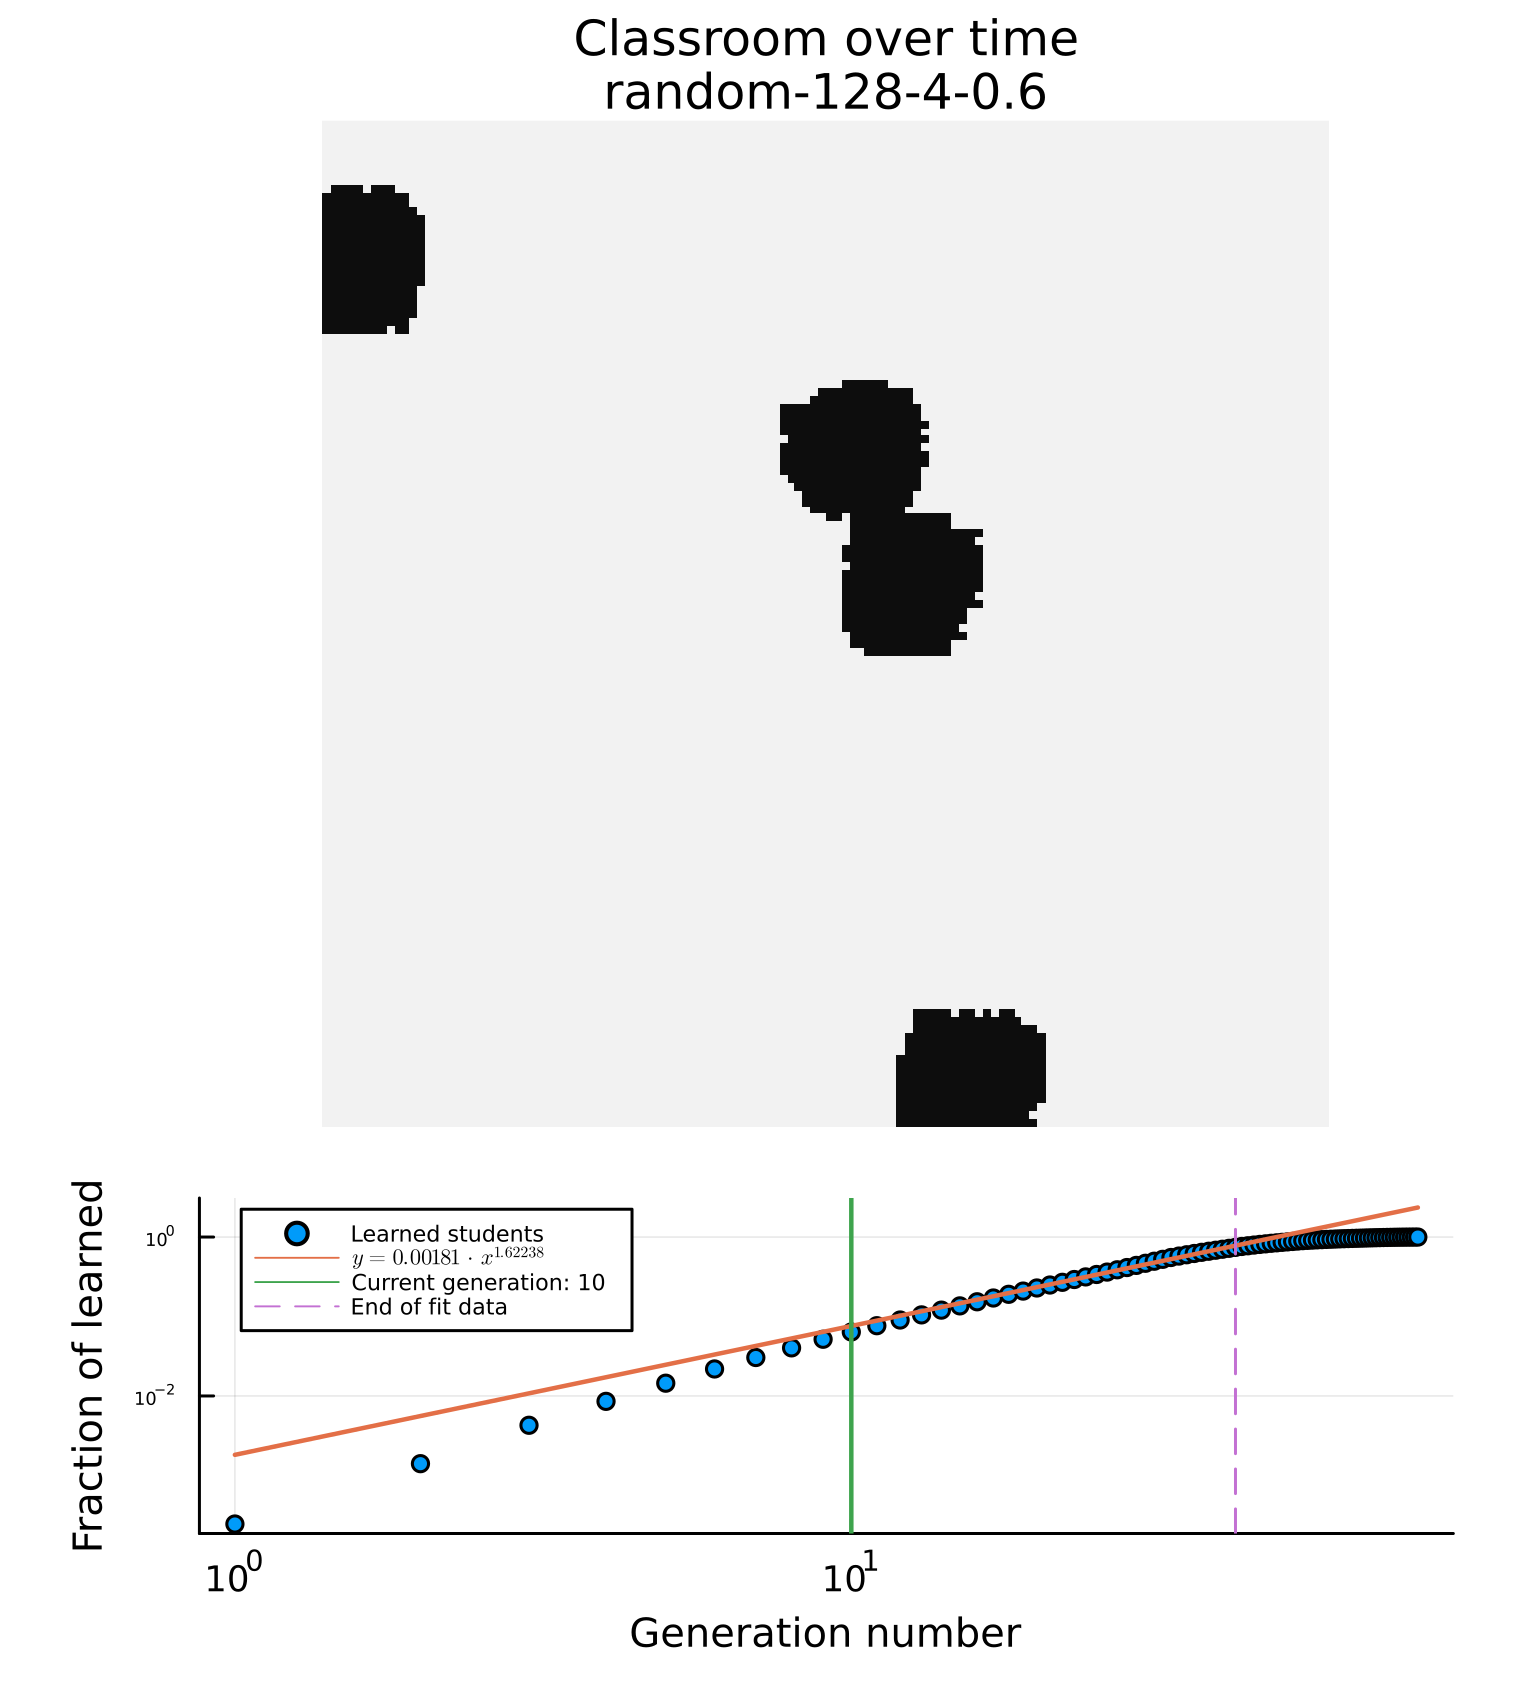 Classroom over time
random-128-4-0.6
Fraction of learned
10^0
10^-2
Learned students
y = 0.00181 · x^1.62238
Current generation: 10
End of fit data
10^0
10^1
Generation number